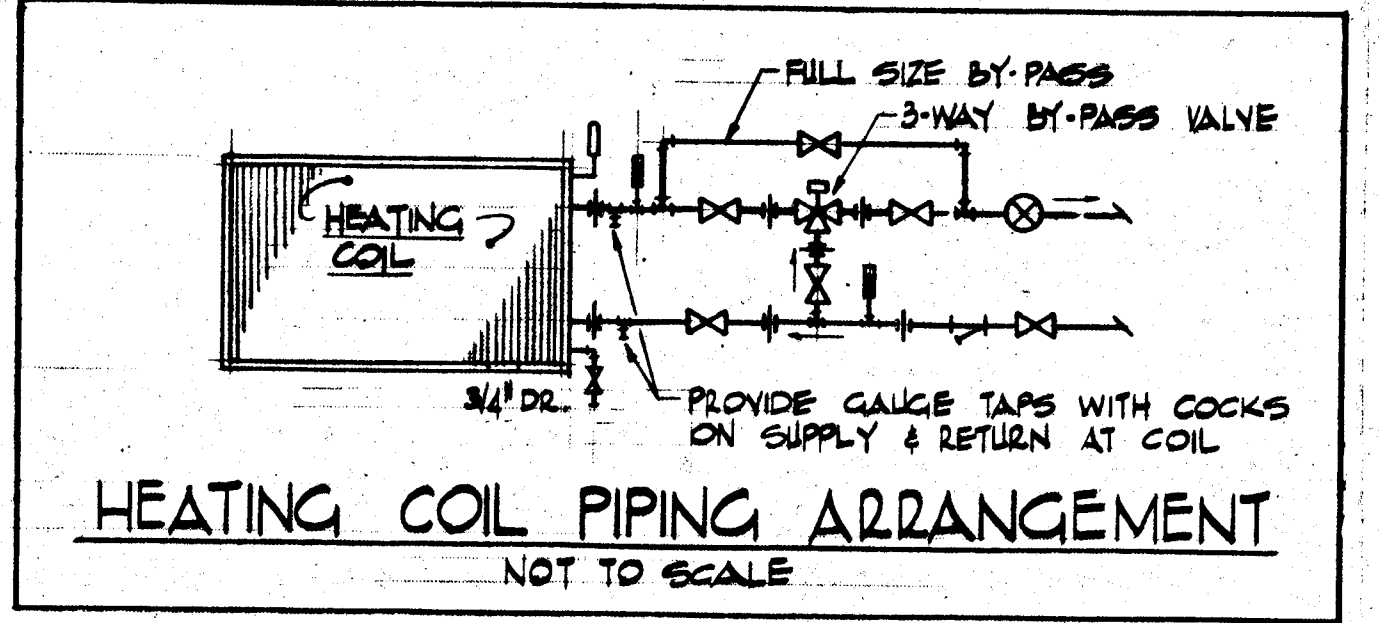 FULL SIZE BY-PASS
3-WAY BY-PASS VALVE
HEATING
COIL
3/4" DR.
PROVIDE GAUGE TAPS WITH COCKS
ON SUPPLY & RETURN AT COIL
HEATING COIL PIPING ARRANGEMENT
NOT TO SCALE